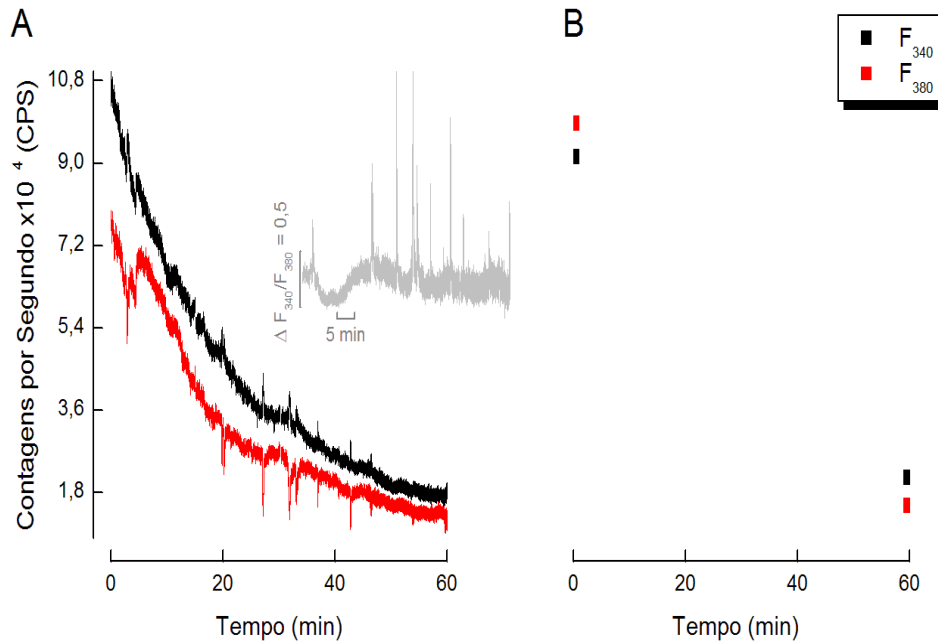 A
B
F340
F380
10,8
9,0
7,2
5,4
3,6
1,8
Contagens por Segundo x10 4 (CPS)
Δ F340/F380 = 0,5
5 min
0 20 40 60
0 20 40 60
Tempo (min)
Tempo (min)